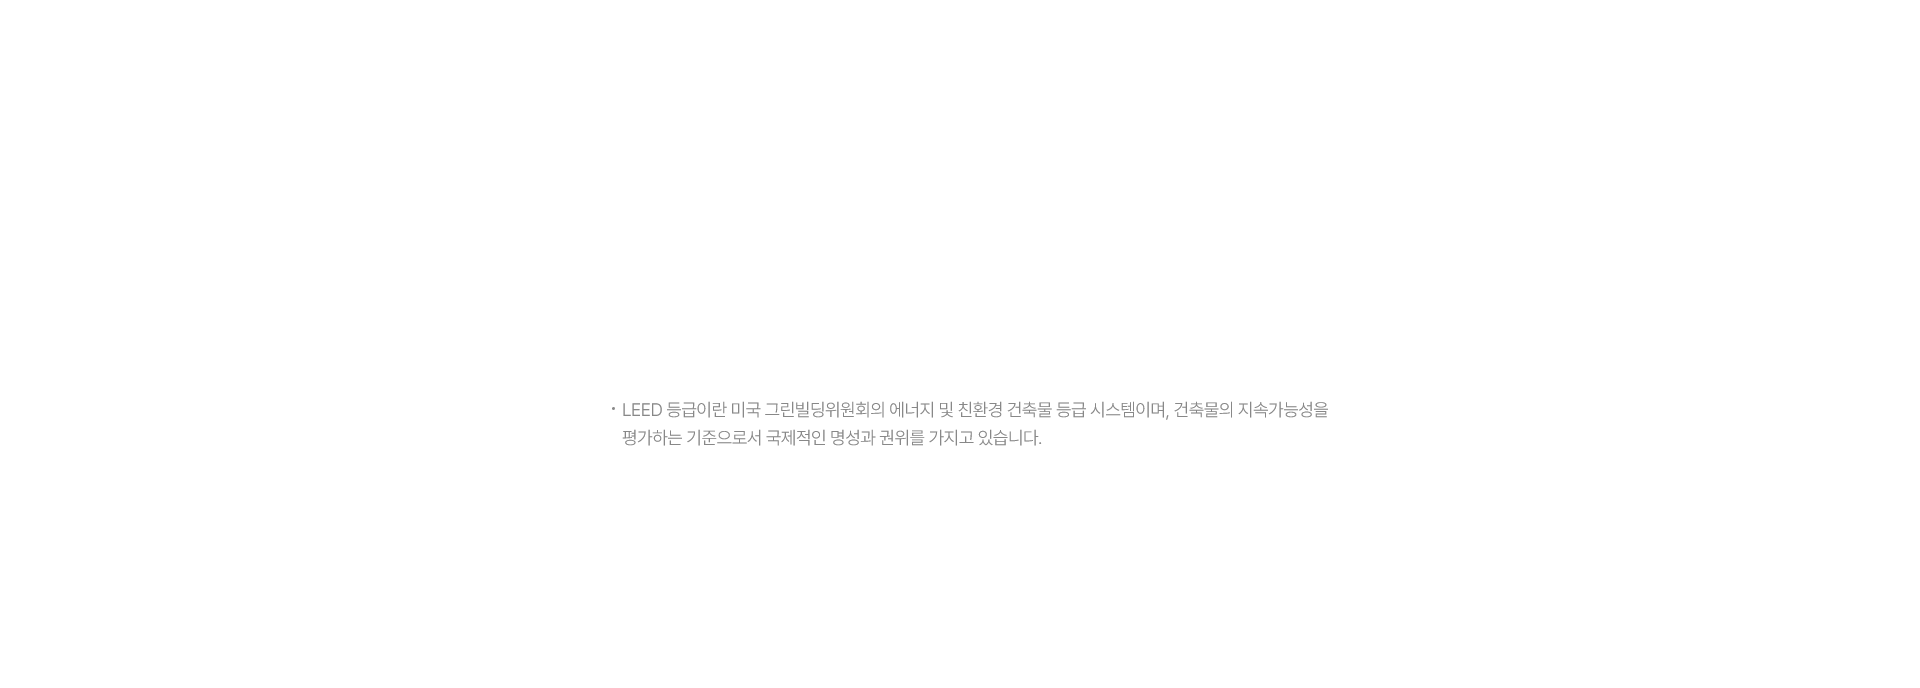 · LEED 등급이란 미국 그린빌딩위원회의 에너지 및 친환경 건축물 등급 시스템이며, 건축물의 지속가능성을
평가하는 기준으로서 국제적인 명성과 권위를 가지고 있습니다.